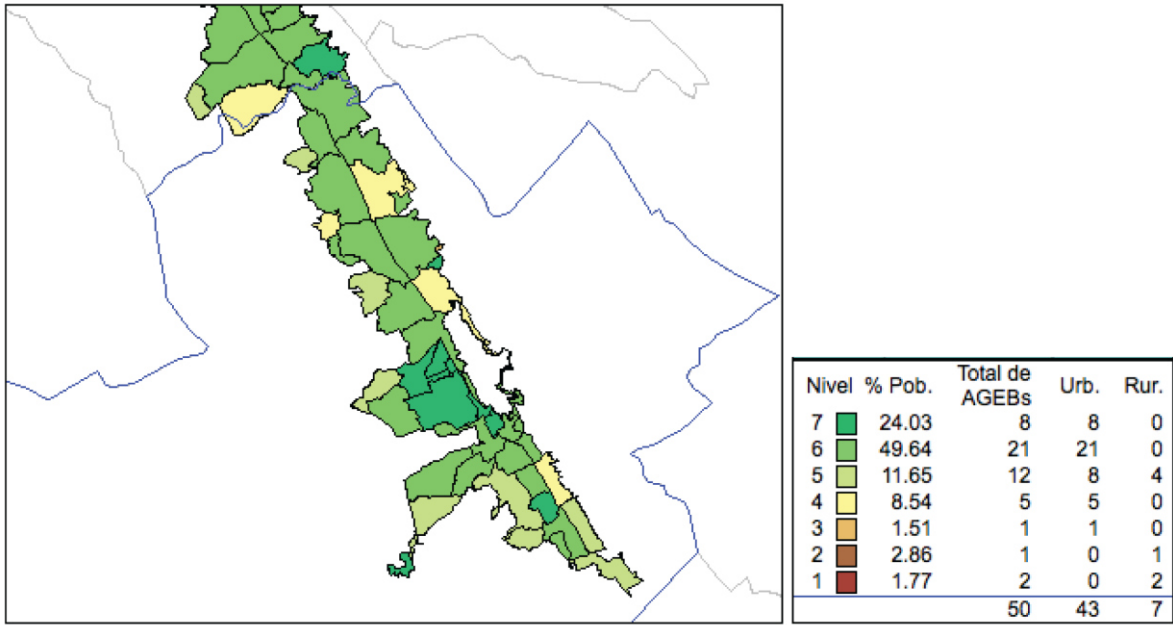 Nivel % Pob. Total de AGEBs Urb. Rur.
7 24.03 8 8 0
6 49.64 21 21 0
5 11.65 12 8 4
4 8.54 5 5 0
3 1.51 1 1 0
2 2.86 1 0 1
1 1.77 2 0 2
50 43 7